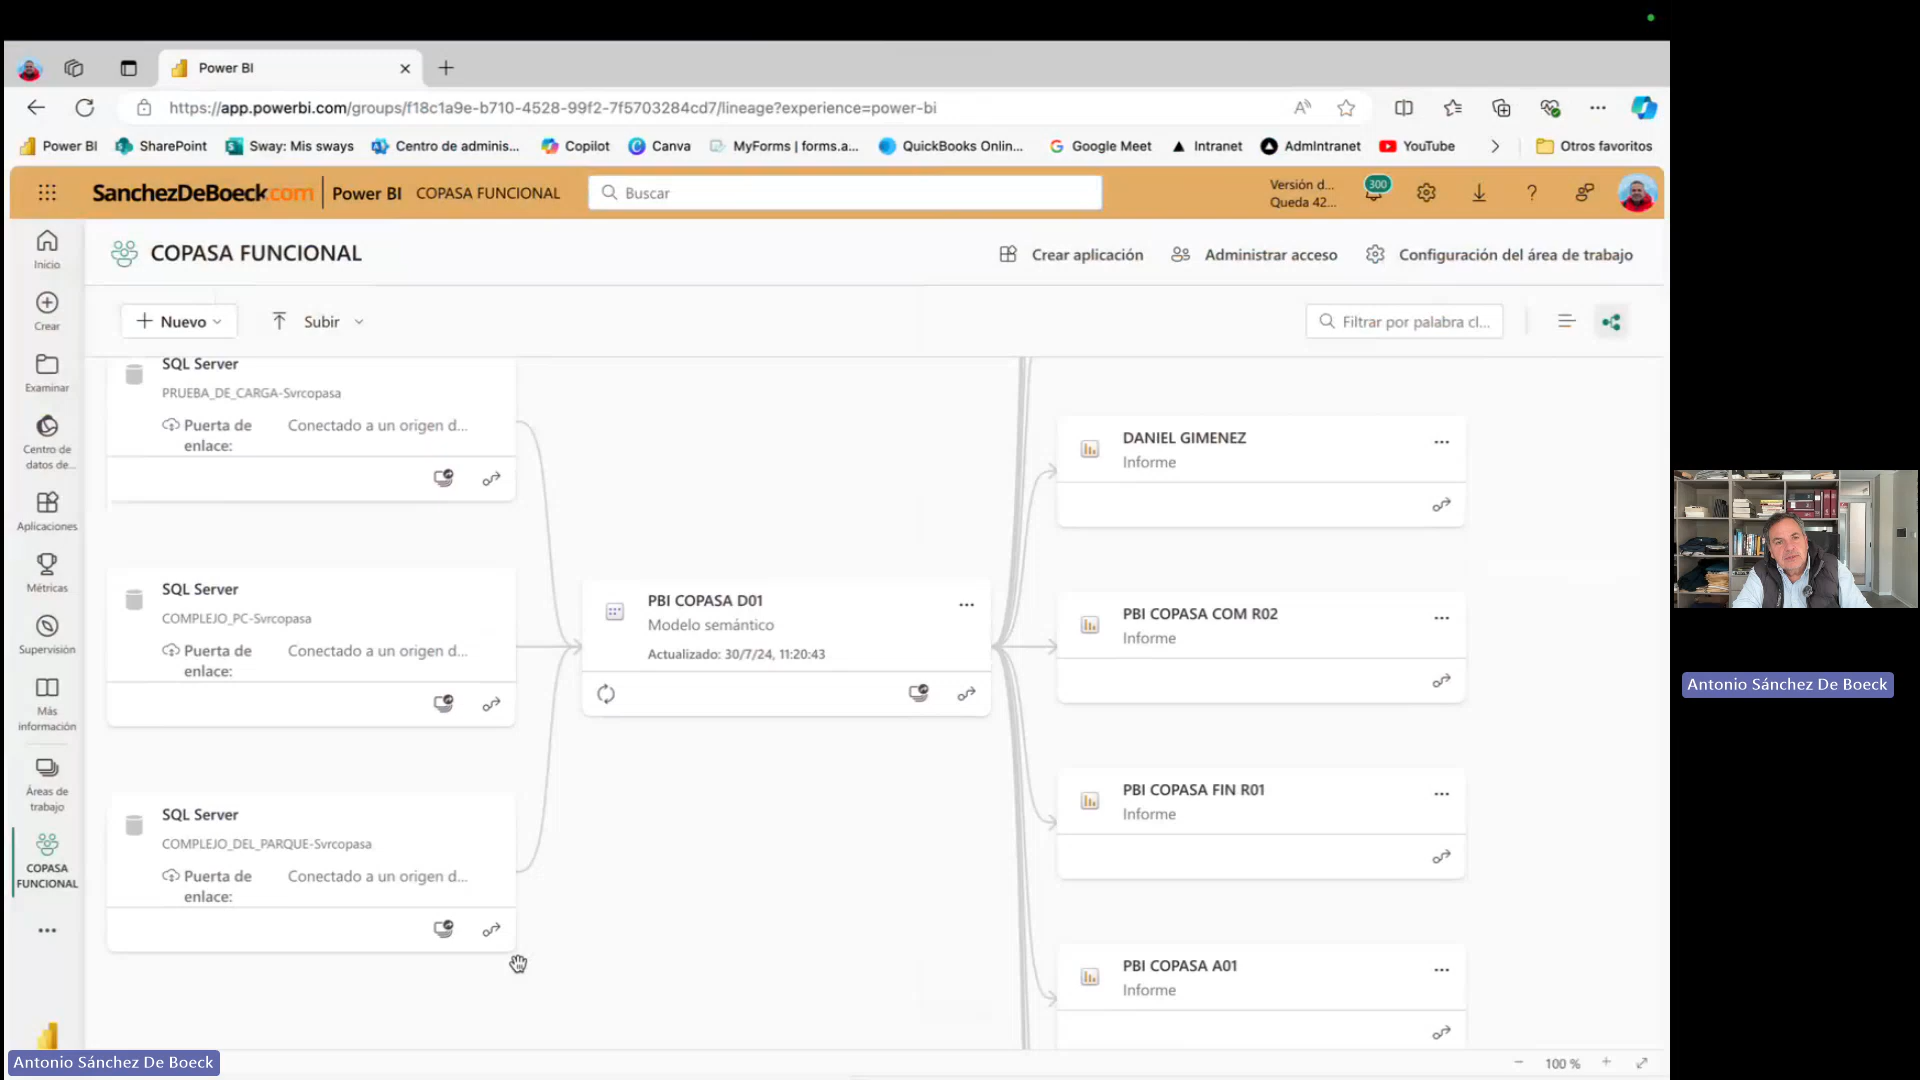 Power BI
https://app.powerbi.com/groups/f18c1a9e-b710-4528-99f2-7f5703284cd7/lineage?experience=power-bi
Power BI
SharePoint
Sway: Mis sways
Centro de adminis...
Copilot
Canva
MyForms | forms.a...
QuickBooks Onlin...
Google Meet
Intranet
AdmIntranet
YouTube
Otros favoritos
SanchezDeBoeck.com
Power BI
COPASA FUNCIONAL
Buscar
Versión d...
Queda 42...
300
Inicio
Crear
Examinar
Centro de
datos de...
Aplicaciones
Métricas
Supervisión
Más
información
Áreas de
trabajo
COPASA
FUNCIONAL
COPASA FUNCIONAL
Crear aplicación
Administrar acceso
Configuración del área de trabajo
Nuevo
Subir
Filtrar por palabra cl...
SQL Server
PRUEBA_DE_CARGA-Svrcopasa
Puerta de
enlace:
Conectado a un origen d...
SQL Server
COMPLEJO_PC-Svrcopasa
Puerta de
enlace:
Conectado a un origen d...
SQL Server
COMPLEJO_DEL_PARQUE-Svrcopasa
Puerta de
enlace:
Conectado a un origen d...
PBI COPASA D01
Modelo semántico
Actualizado: 30/7/24, 11:20:43
DANIEL GIMENEZ
Informe
PBI COPASA COM R02
Informe
PBI COPASA FIN R01
Informe
PBI COPASA A01
Informe
100 %
Antonio Sánchez De Boeck
Antonio Sánchez De Boeck